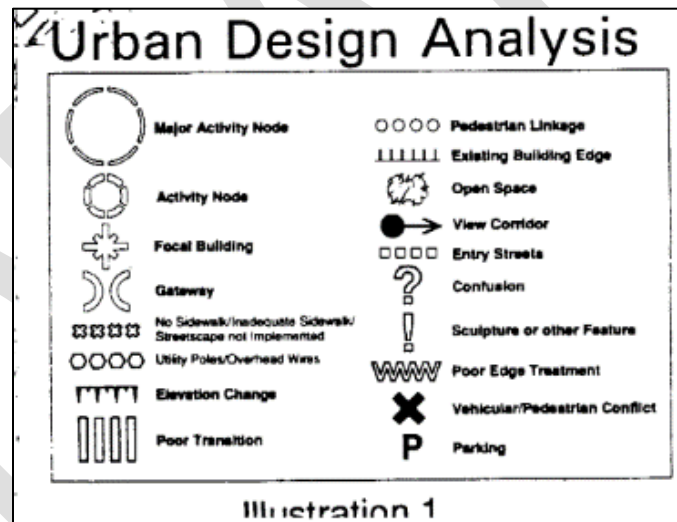 Urban Design Analysis
Major Activity Node
Activity Node
Focal Building
Gateway
No Sidewalk/Inadequate Sidewalk/
Streetscape not Implemented
Utility Poles/Overhead Wires
Elevation Change
Poor Transition
Pedestrian Linkage
Existing Building Edge
Open Space
View Corridor
Entry Streets
Confusion
Sculpture or other Feature
Poor Edge Treatment
Vehicular/Pedestrian Conflict
P Parking
Illustration 1